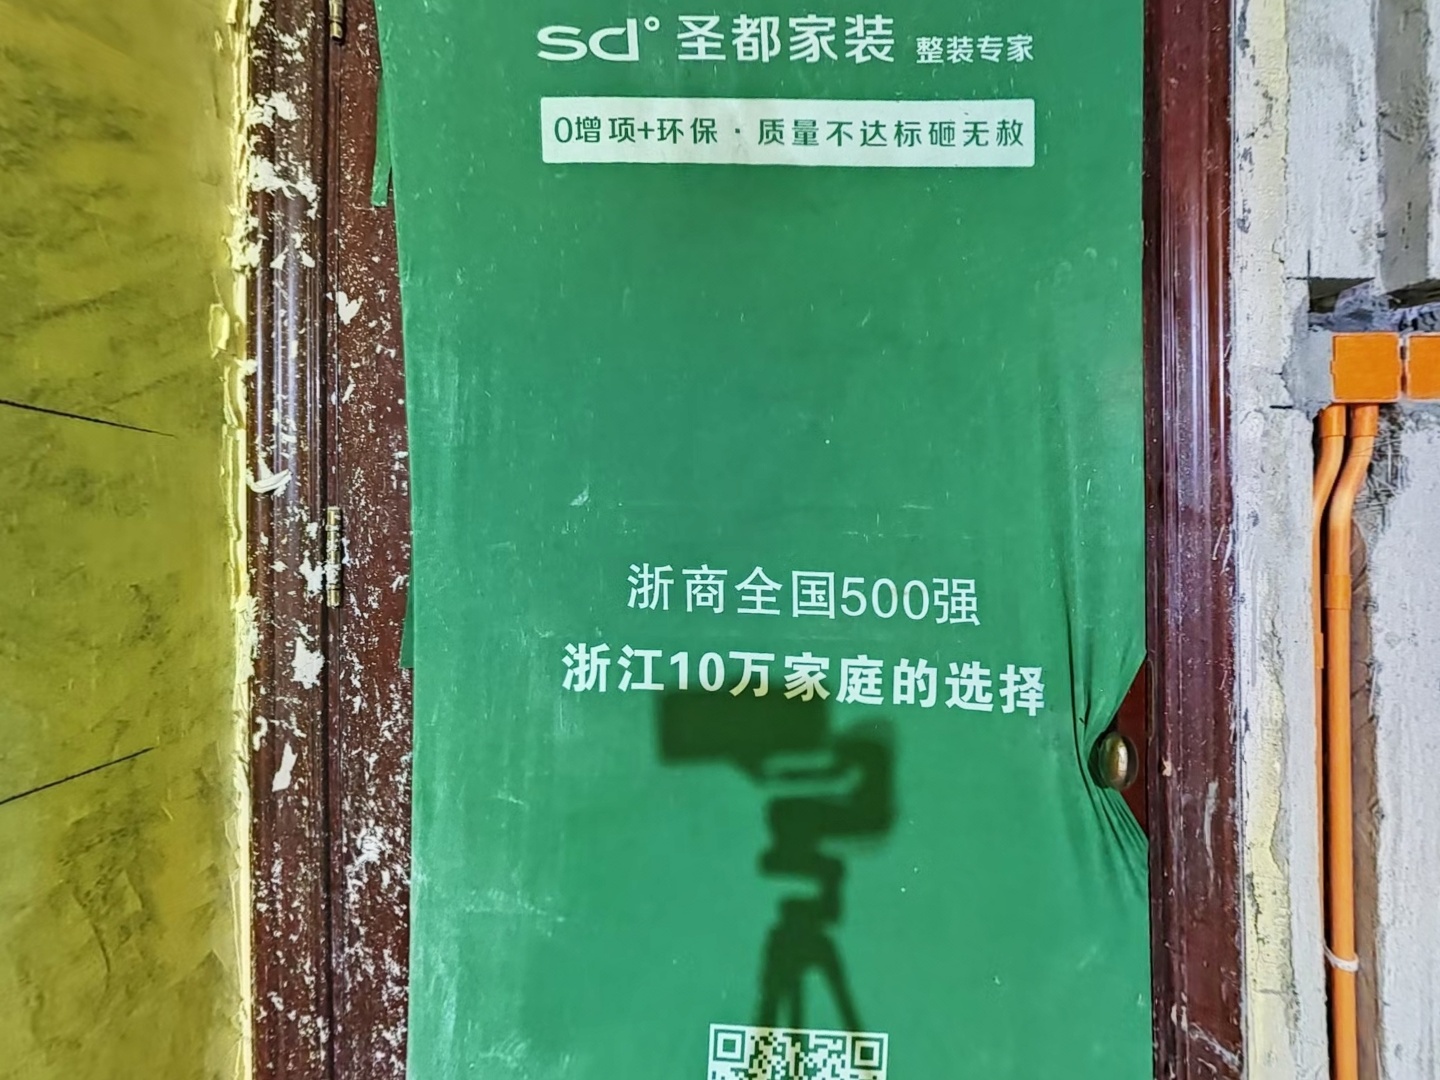 sd° 圣都家装 整装专家
0增项+环保·质量不达标砸无赦
浙商全国500强
浙江10万家庭的选择